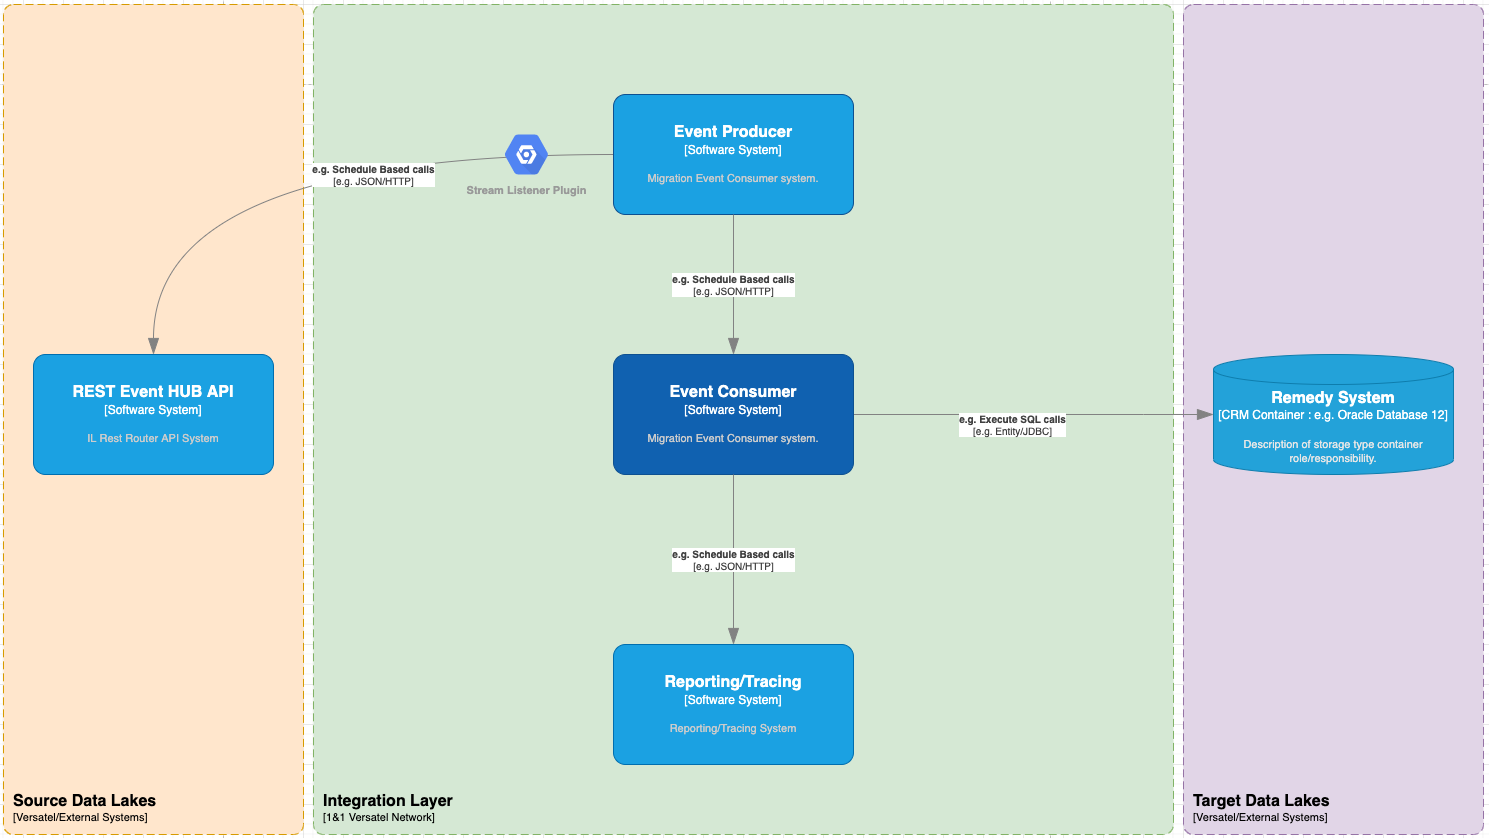 Event Producer
[Software System]
Migration Event Consumer system.
e.g. Schedule Based calls
[e.g. JSON/HTTP]
Stream Listener Plugin
e.g. Schedule Based calls
[e.g. JSON/HTTP]
REST Event HUB API
[Software System]
IL Rest Router API System
Event Consumer
[Software System]
Migration Event Consumer system.
e.g. Execute SQL calls
[e.g. Entity/JDBC]
Remedy System
[CRM Container : e.g. Oracle Database 12]
Description of storage type container
role/responsibility.
e.g. Schedule Based calls
[e.g. JSON/HTTP]
Reporting/Tracing
[Software System]
Reporting/Tracing System
Source Data Lakes
[Versatel/External Systems]
Integration Layer
[1&1 Versatel Network]
Target Data Lakes
[Versatel/External Systems]